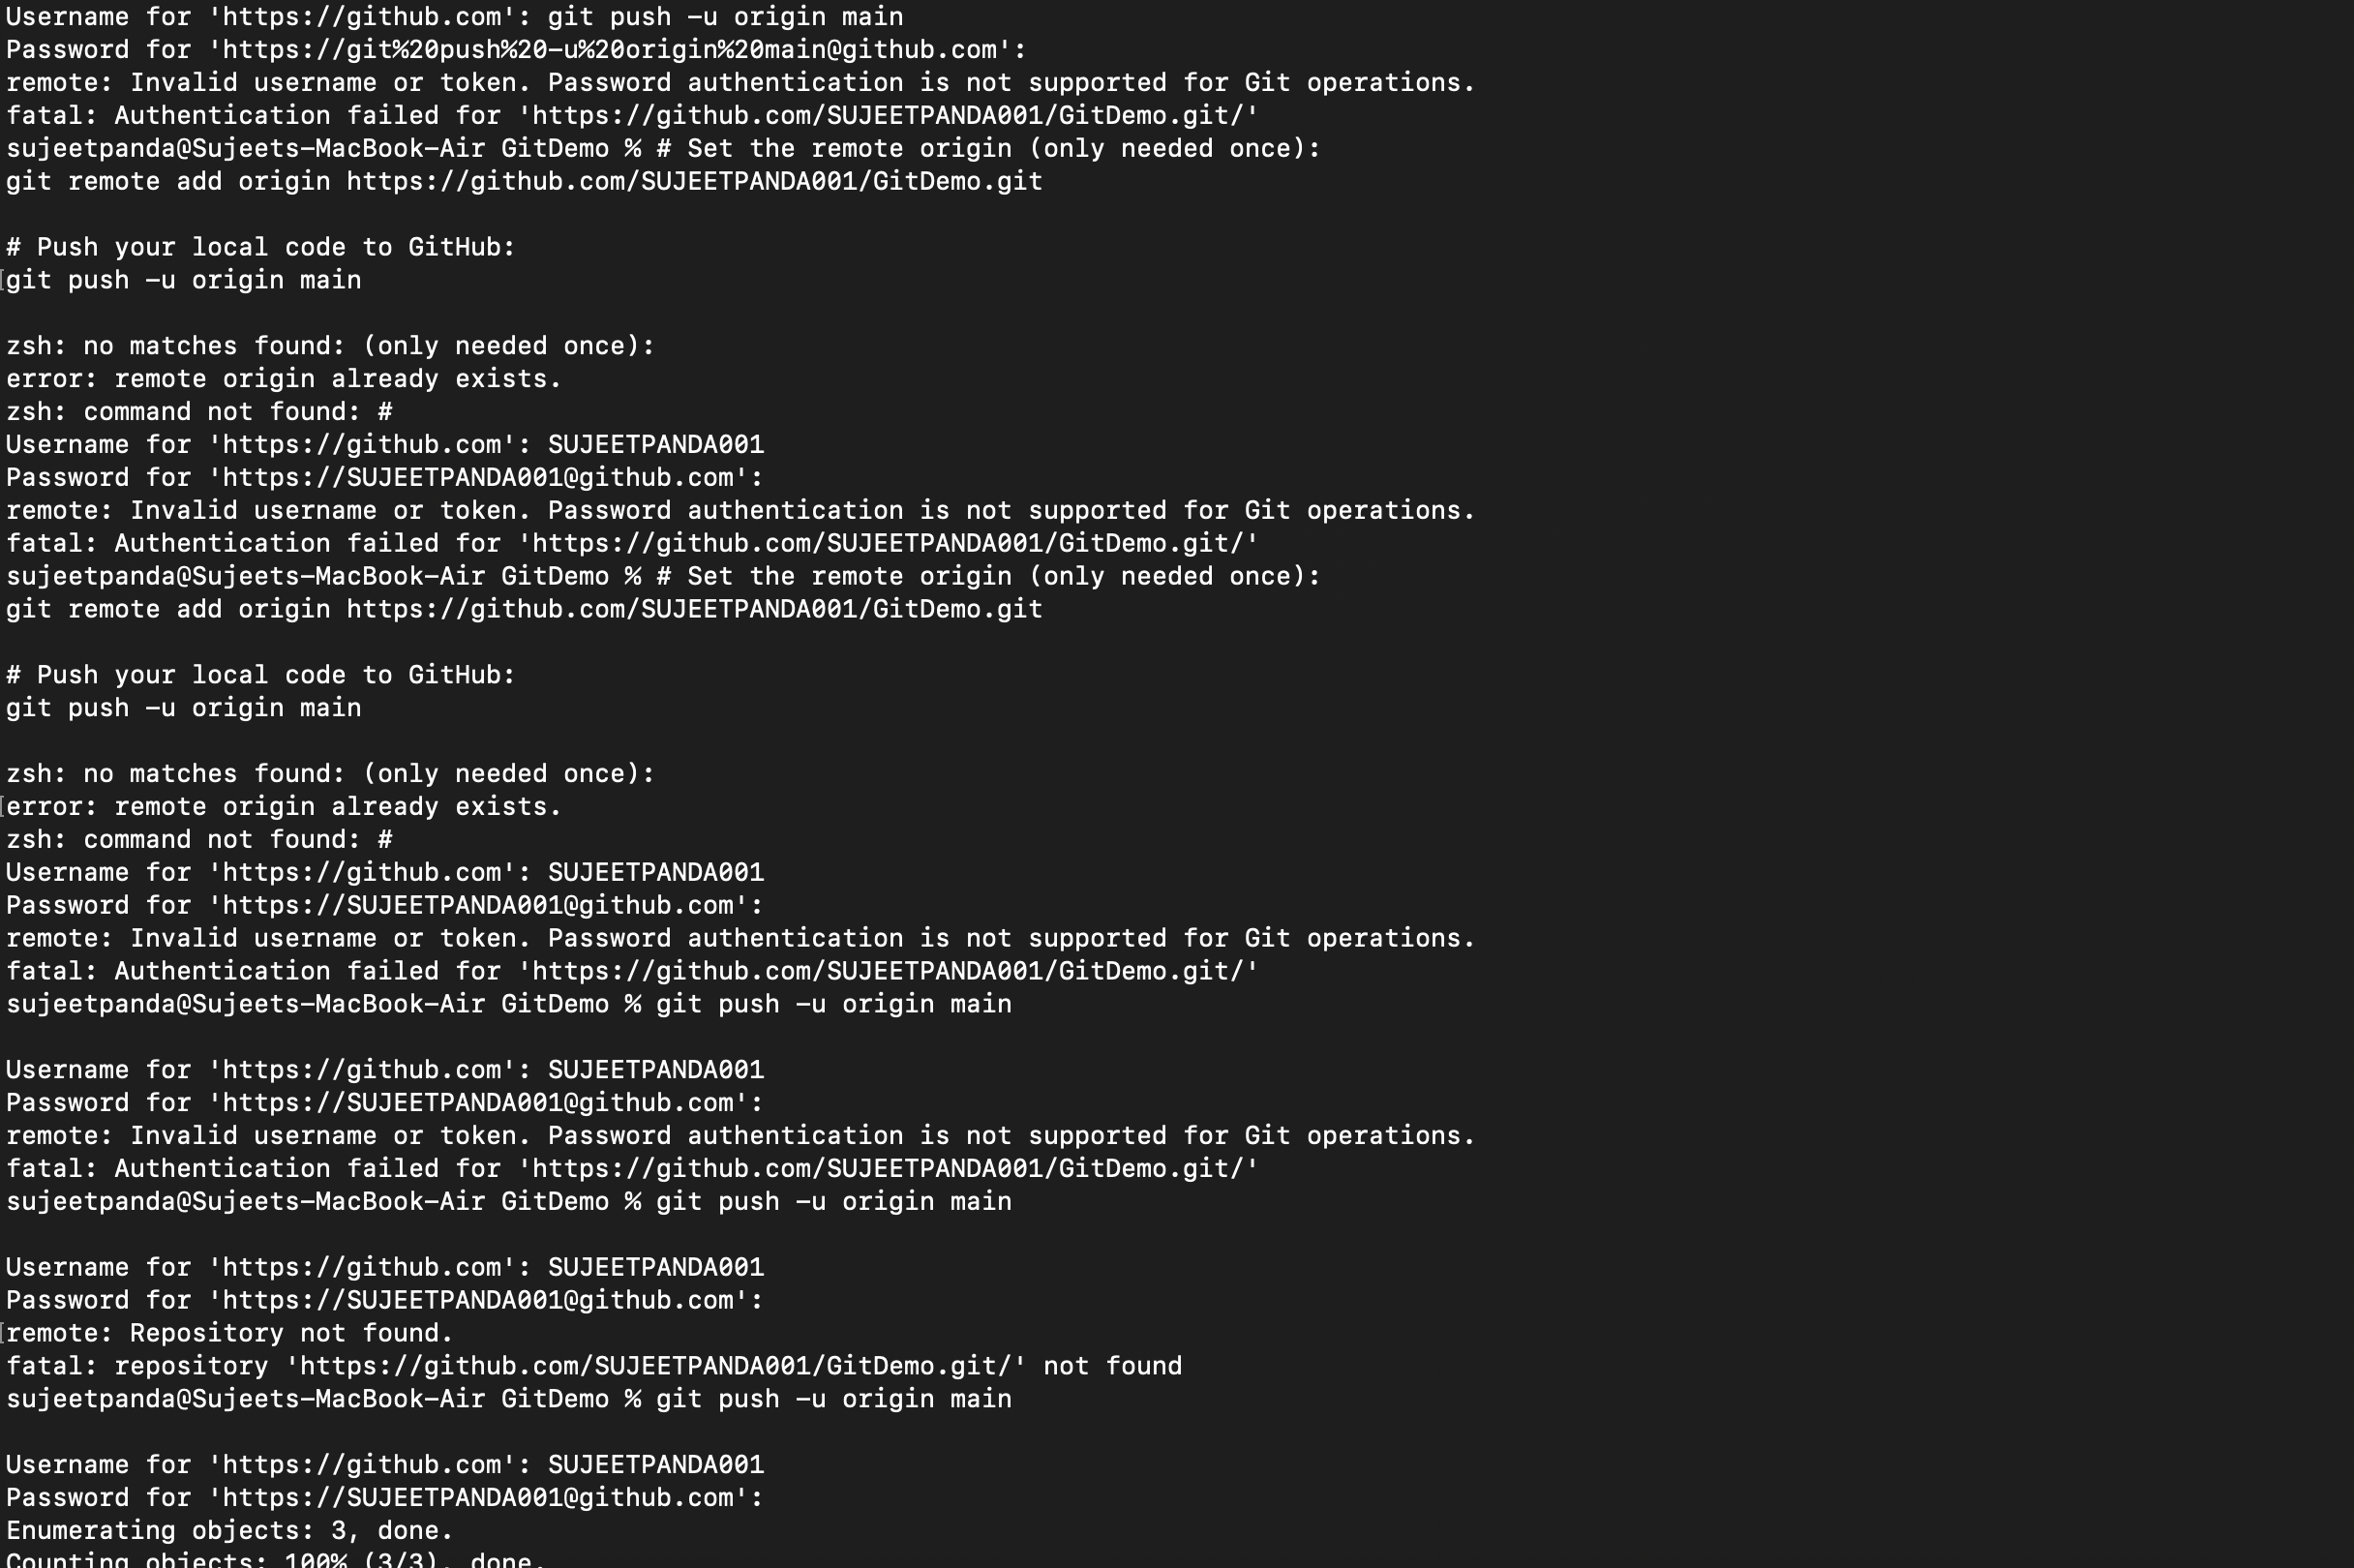 Username for 'https://github.com': git push -u origin main
Password for 'https://git%20push%20-u%20origin%20main@github.com':
remote: Invalid username or token. Password authentication is not supported for Git operations.
fatal: Authentication failed for 'https://github.com/SUJEETPANDA001/GitDemo.git/'
sujeetpanda@Sujeets-MacBook-Air GitDemo % # Set the remote origin (only needed once):
git remote add origin https://github.com/SUJEETPANDA001/GitDemo.git
# Push your local code to GitHub:
git push -u origin main
zsh: no matches found: (only needed once):
error: remote origin already exists.
zsh: command not found: #
Username for 'https://github.com': SUJEETPANDA001
Password for 'https://SUJEETPANDA001@github.com':
remote: Invalid username or token. Password authentication is not supported for Git operations.
fatal: Authentication failed for 'https://github.com/SUJEETPANDA001/GitDemo.git/'
sujeetpanda@Sujeets-MacBook-Air GitDemo % # Set the remote origin (only needed once):
git remote add origin https://github.com/SUJEETPANDA001/GitDemo.git
# Push your local code to GitHub:
git push -u origin main
zsh: no matches found: (only needed once):
error: remote origin already exists.
zsh: command not found: #
Username for 'https://github.com': SUJEETPANDA001
Password for 'https://SUJEETPANDA001@github.com':
remote: Invalid username or token. Password authentication is not supported for Git operations.
fatal: Authentication failed for 'https://github.com/SUJEETPANDA001/GitDemo.git/'
sujeetpanda@Sujeets-MacBook-Air GitDemo % git push -u origin main
Username for 'https://github.com': SUJEETPANDA001
Password for 'https://SUJEETPANDA001@github.com':
remote: Invalid username or token. Password authentication is not supported for Git operations.
fatal: Authentication failed for 'https://github.com/SUJEETPANDA001/GitDemo.git/'
sujeetpanda@Sujeets-MacBook-Air GitDemo % git push -u origin main
Username for 'https://github.com': SUJEETPANDA001
Password for 'https://SUJEETPANDA001@github.com':
remote: Repository not found.
fatal: repository 'https://github.com/SUJEETPANDA001/GitDemo.git/' not found
sujeetpanda@Sujeets-MacBook-Air GitDemo % git push -u origin main
Username for 'https://github.com': SUJEETPANDA001
Password for 'https://SUJEETPANDA001@github.com':
Enumerating objects: 3, done.
Counting objects: 100% (3/3), done.